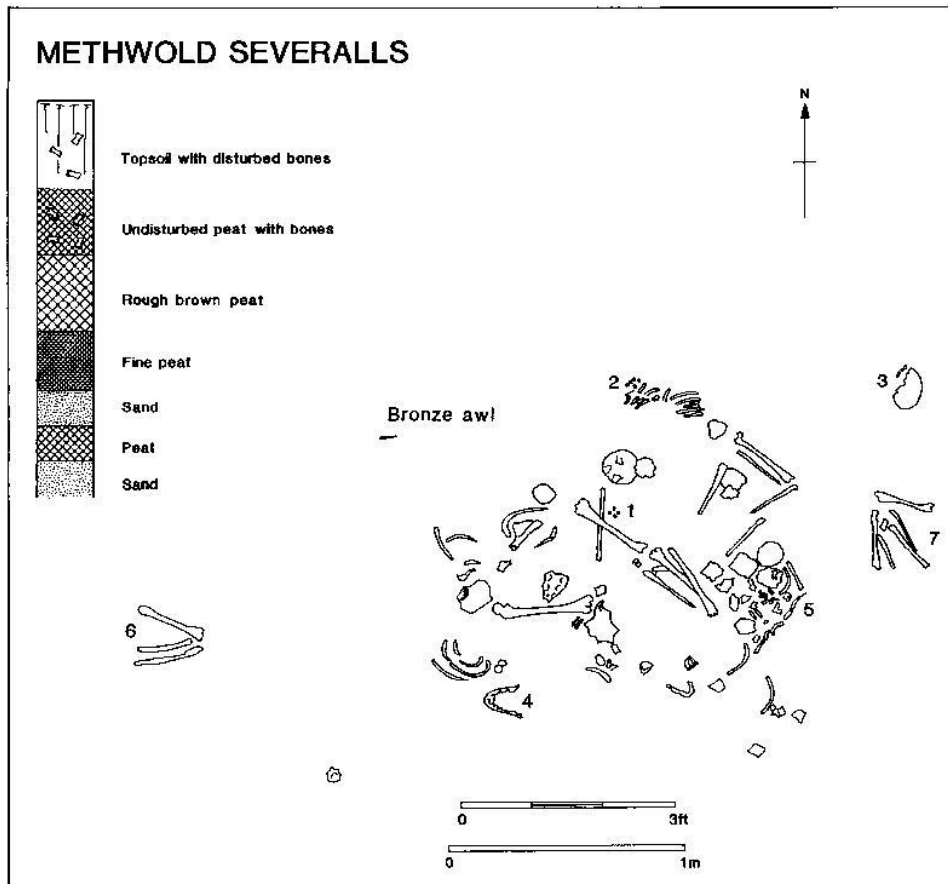 METHWOLD SEVERALLS
N
Topsoil with disturbed bones
Undisturbed peat with bones
Rough brown peat
Fine peat
Sand
Peat
Sand
2
3
Bronze awl
1
7
5
6
4
0 3ft
0 1m